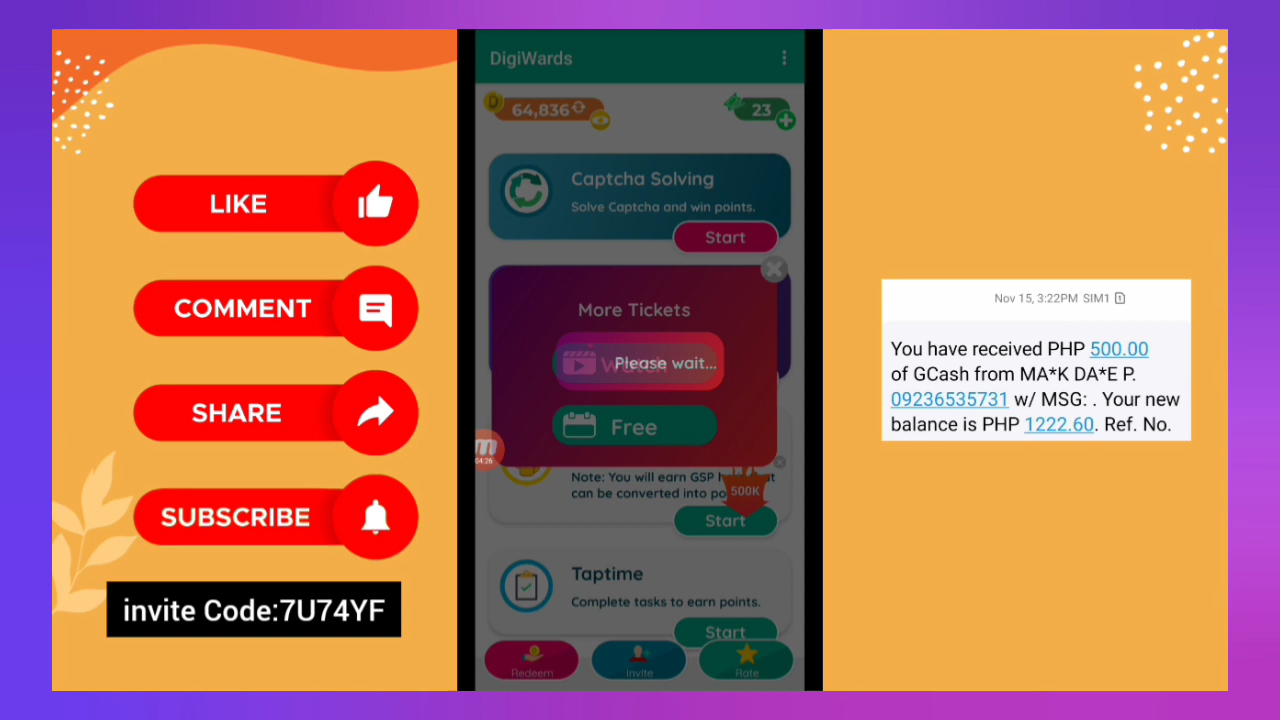 LIKE
COMMENT
SHARE
SUBSCRIBE
invite Code:7U74YF
DigiWards
64,836
23
Captcha Solving
Solve Captcha and win points.
Start
More Tickets
Please wait...
Free
04:26
Note: You will earn GSP
can be converted into po
500K
Start
Taptime
Complete tasks to earn points.
Start
Redeem
Invite
Rate
Nov 15, 3:22PM SIM1 1
You have received PHP 500.00
of GCash from MA*K DA*E P.
09236535731 w/ MSG: . Your new
balance is PHP 1222.60. Ref. No.